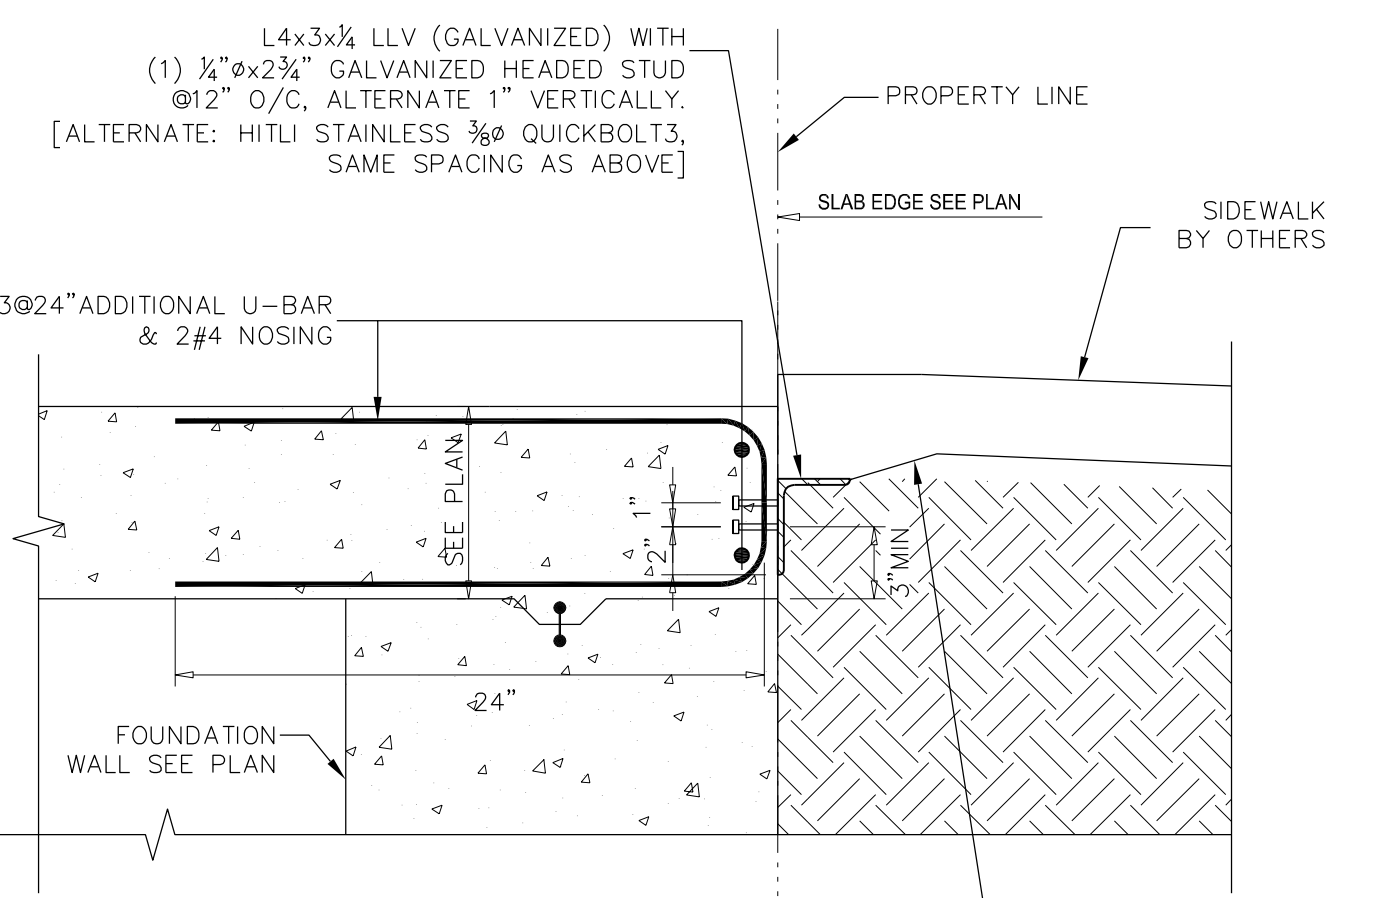 L4x3x¼ LLV (GALVANIZED) WITH
(1) ¼"øx2¾" GALVANIZED HEADED STUD
@12" O/C, ALTERNATE 1" VERTICALLY.
[ALTERNATE: HITLI STAINLESS ⅜ø QUICKBOLT3,
SAME SPACING AS ABOVE]
PROPERTY LINE
SLAB EDGE SEE PLAN
SIDEWALK
BY OTHERS
3@24"ADDITIONAL U-BAR
& 2#4 NOSING
SEE PLAN
1"
2"
3"MIN
24"
FOUNDATION
WALL SEE PLAN